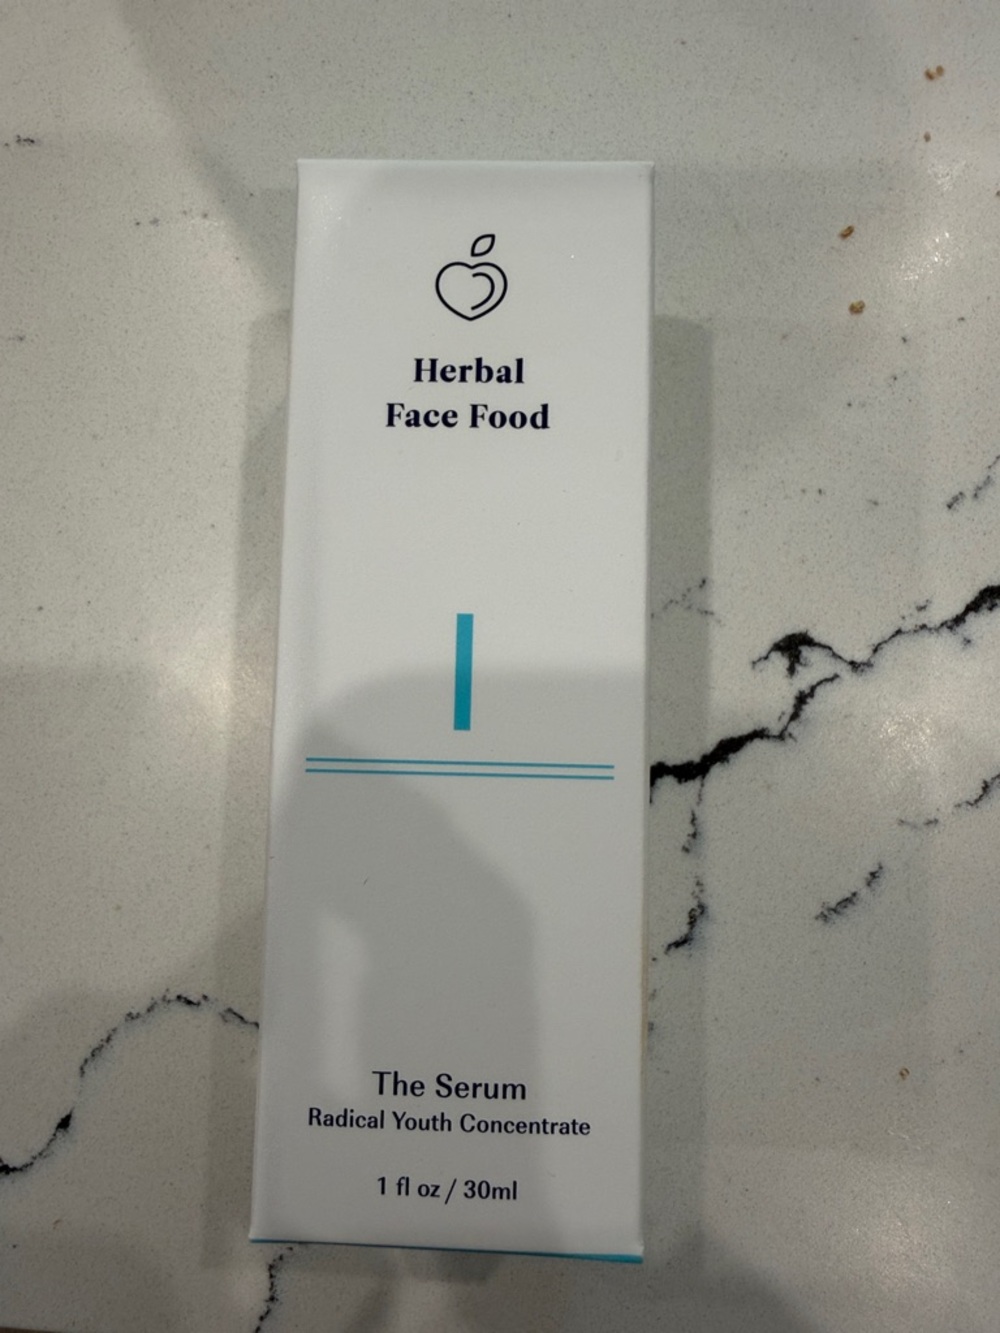 Herbal
Face Food
I
The Serum
Radical Youth Concentrate
1 fl oz / 30ml